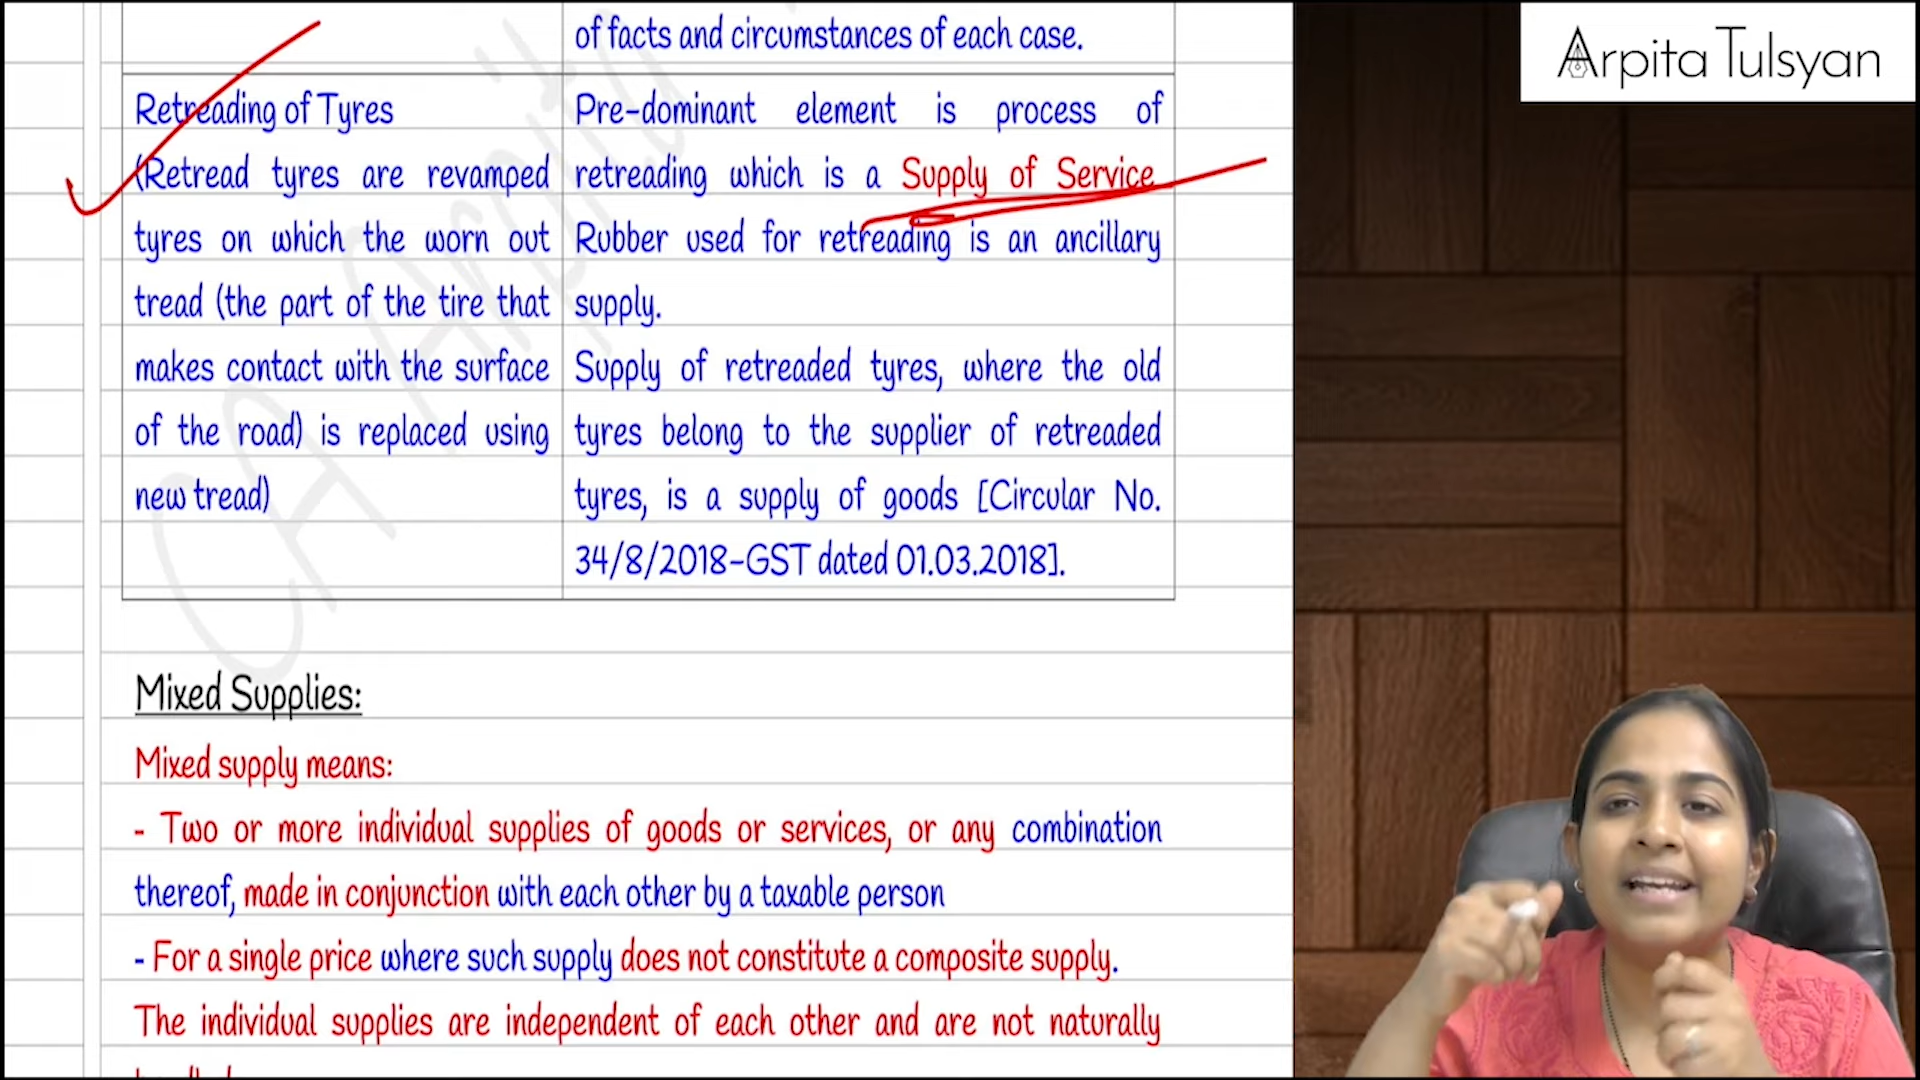 of facts and circumstances of each case.
Arpita Tulsyan
Retreading of Tyres
(Retread tyres are revamped
tyres on which the worn out
tread (the part of the tire that
makes contact with the surface
of the road) is replaced using
new tread)
Pre-dominant element is process of
retreading which is a Supply of Service.
Rubber used for retreading is an ancillary
supply.
Supply of retreaded tyres, where the old
tyres belong to the supplier of retreaded
tyres, is a supply of goods [Circular No.
34/8/2018-GST dated 01.03.2018].
CA Arpita
Mixed Supplies:
Mixed supply means:
- Two or more individual supplies of goods or services, or any combination
thereof, made in conjunction with each other by a taxable person
- For a single price where such supply does not constitute a composite supply.
The individual supplies are independent of each other and are not naturally